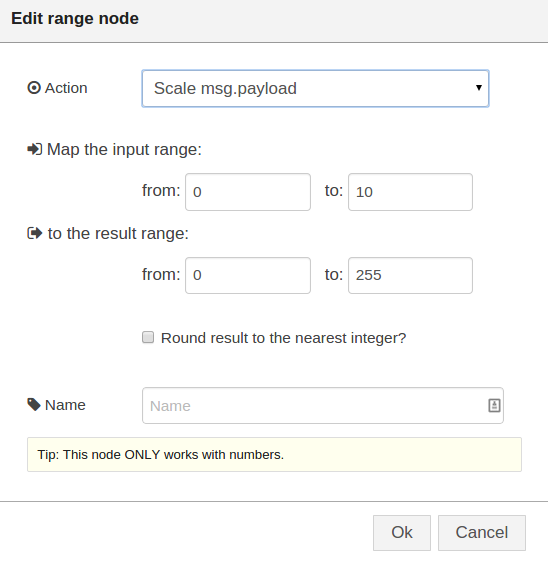 Edit range node
Action Scale msg.payload
Map the input range:
from: 0 to: 10
to the result range:
from: 0 to: 255
Round result to the nearest integer?
Name Name
Tip: This node ONLY works with numbers.
Ok Cancel